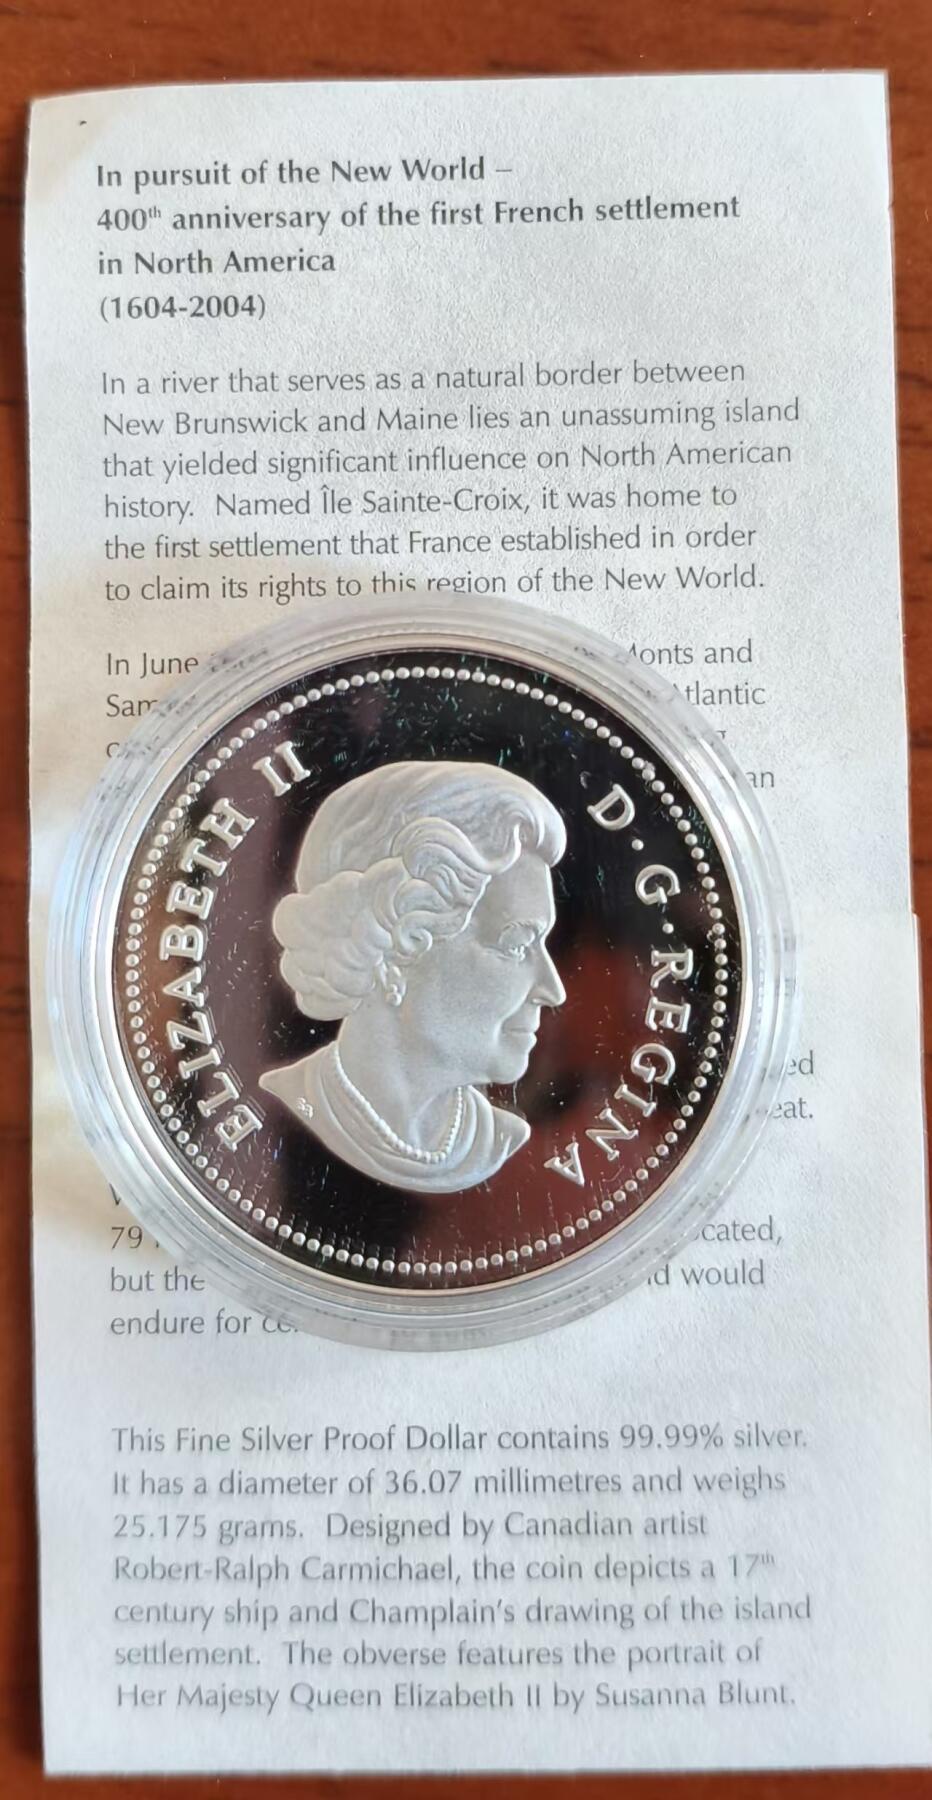 In pursuit of the New World –
400th anniversary of the first French settlement
in North America
(1604-2004)
In a river that serves as a natural border between
New Brunswick and Maine lies an unassuming island
that yielded significant influence on North American
history. Named Île Sainte-Croix, it was home to
the first settlement that France established in order
to claim its rights to this region of the New World.
In June Monts and
Atlantic
an
ELIZABETH II D·G·REGINA
79
but the would
endure for
This Fine Silver Proof Dollar contains 99.99% silver.
It has a diameter of 36.07 millimetres and weighs
25.175 grams. Designed by Canadian artist
Robert-Ralph Carmichael, the coin depicts a 17th
century ship and Champlain's drawing of the island
settlement. The obverse features the portrait of
Her Majesty Queen Elizabeth II by Susanna Blunt.